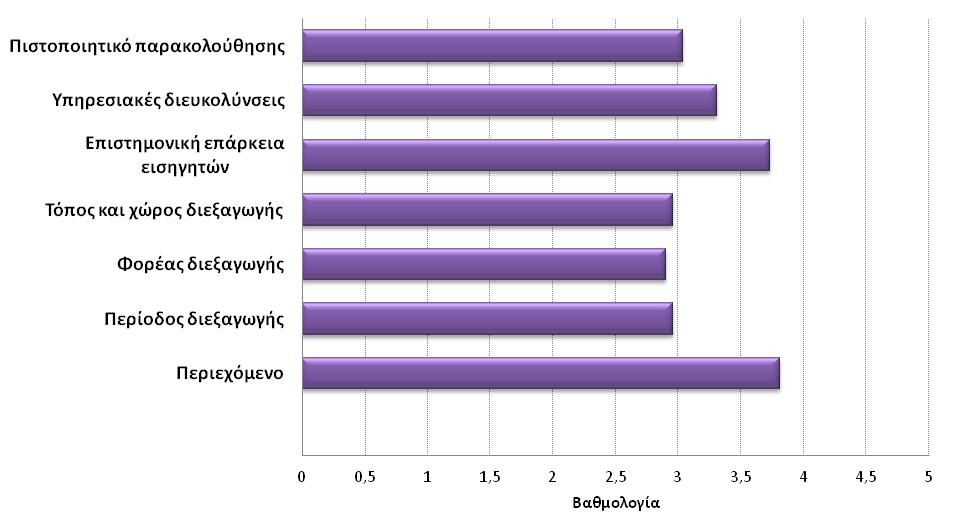 Πιστοποιητικό παρακολούθησης
Υπηρεσιακές διευκολύνσεις
Επιστημονική επάρκεια
εισηγητών
Τόπος και χώρος διεξαγωγής
Φορέας διεξαγωγής
Περίοδος διεξαγωγής
Περιεχόμενο
0 0,5 1 1,5 2 2,5 3 3,5 4 4,5 5
Βαθμολογία